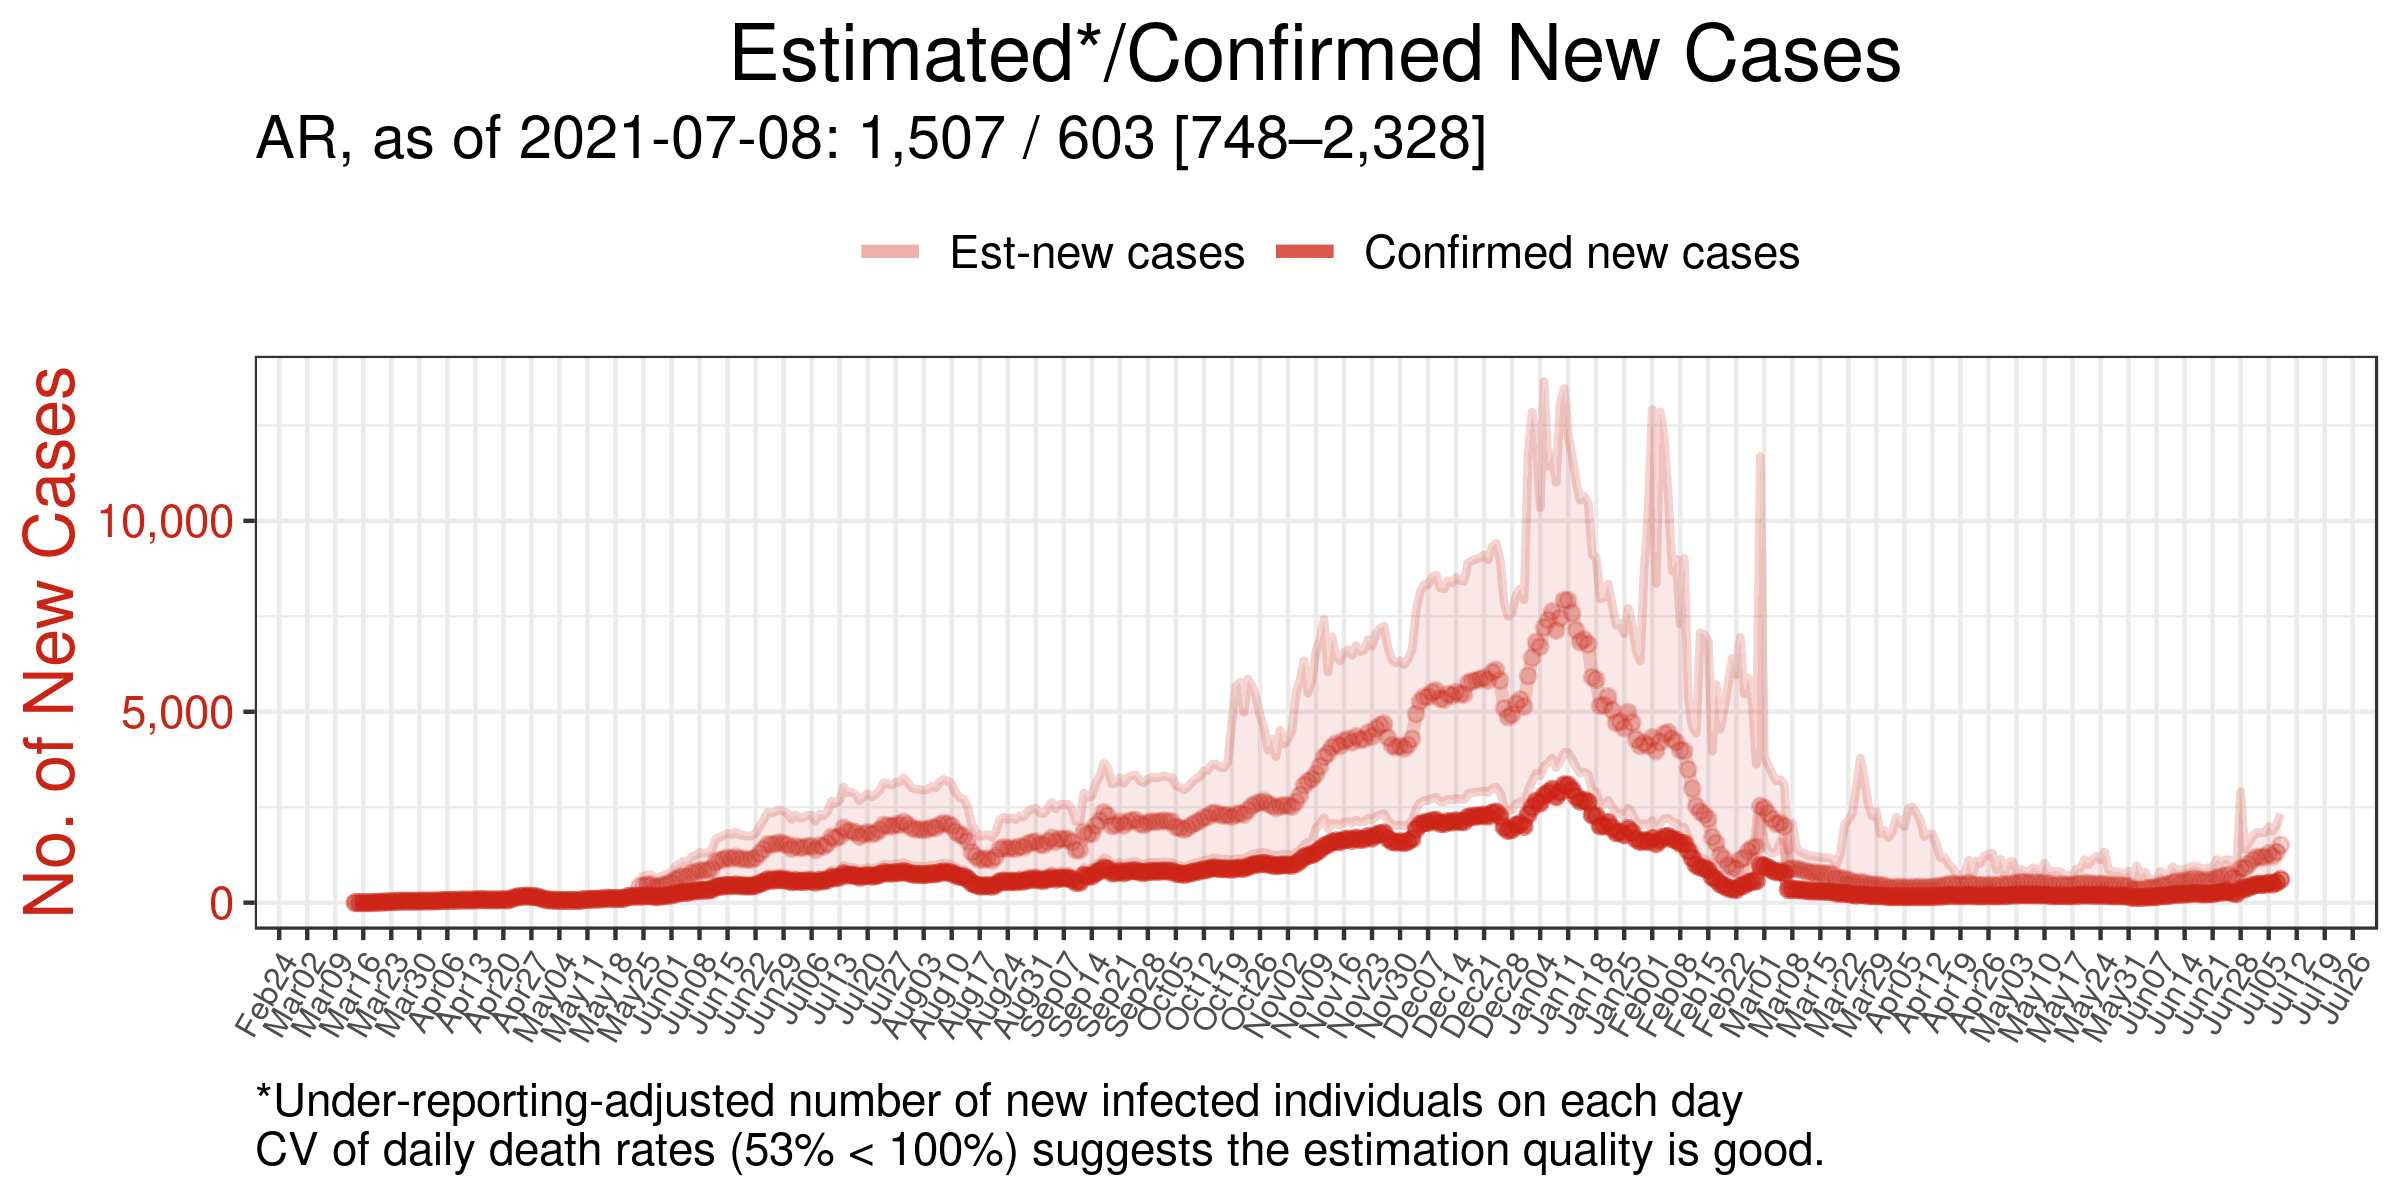 Estimated*/Confirmed New Cases
AR, as of 2021-07-08: 1,507 / 603 [748–2,328]
Est-new cases Confirmed new cases
No. of New Cases
10,000
5,000
0
Feb24 Mar02 Mar09 Mar16 Mar23 Mar30 Apr06 Apr13 Apr20 Apr27 May04 May11 May18 May25 Jun01 Jun08 Jun15 Jun22 Jun29 Jul06 Jul13 Jul20 Jul27 Aug03 Aug10 Aug17 Aug24 Aug31 Sep07 Sep14 Sep21 Sep28 Oct05 Oct12 Oct19 Oct26 Nov02 Nov09 Nov16 Nov23 Nov30 Dec07 Dec14 Dec21 Dec28 Jan04 Jan11 Jan18 Jan25 Feb01 Feb08 Feb15 Feb22 Mar01 Mar08 Mar15 Mar22 Mar29 Apr05 Apr12 Apr19 Apr26 May03 May10 May17 May24 May31 Jun07 Jun14 Jun21 Jun28 Jul05 Jul12 Jul19 Jul26
*Under-reporting-adjusted number of new infected individuals on each day
CV of daily death rates (53% < 100%) suggests the estimation quality is good.